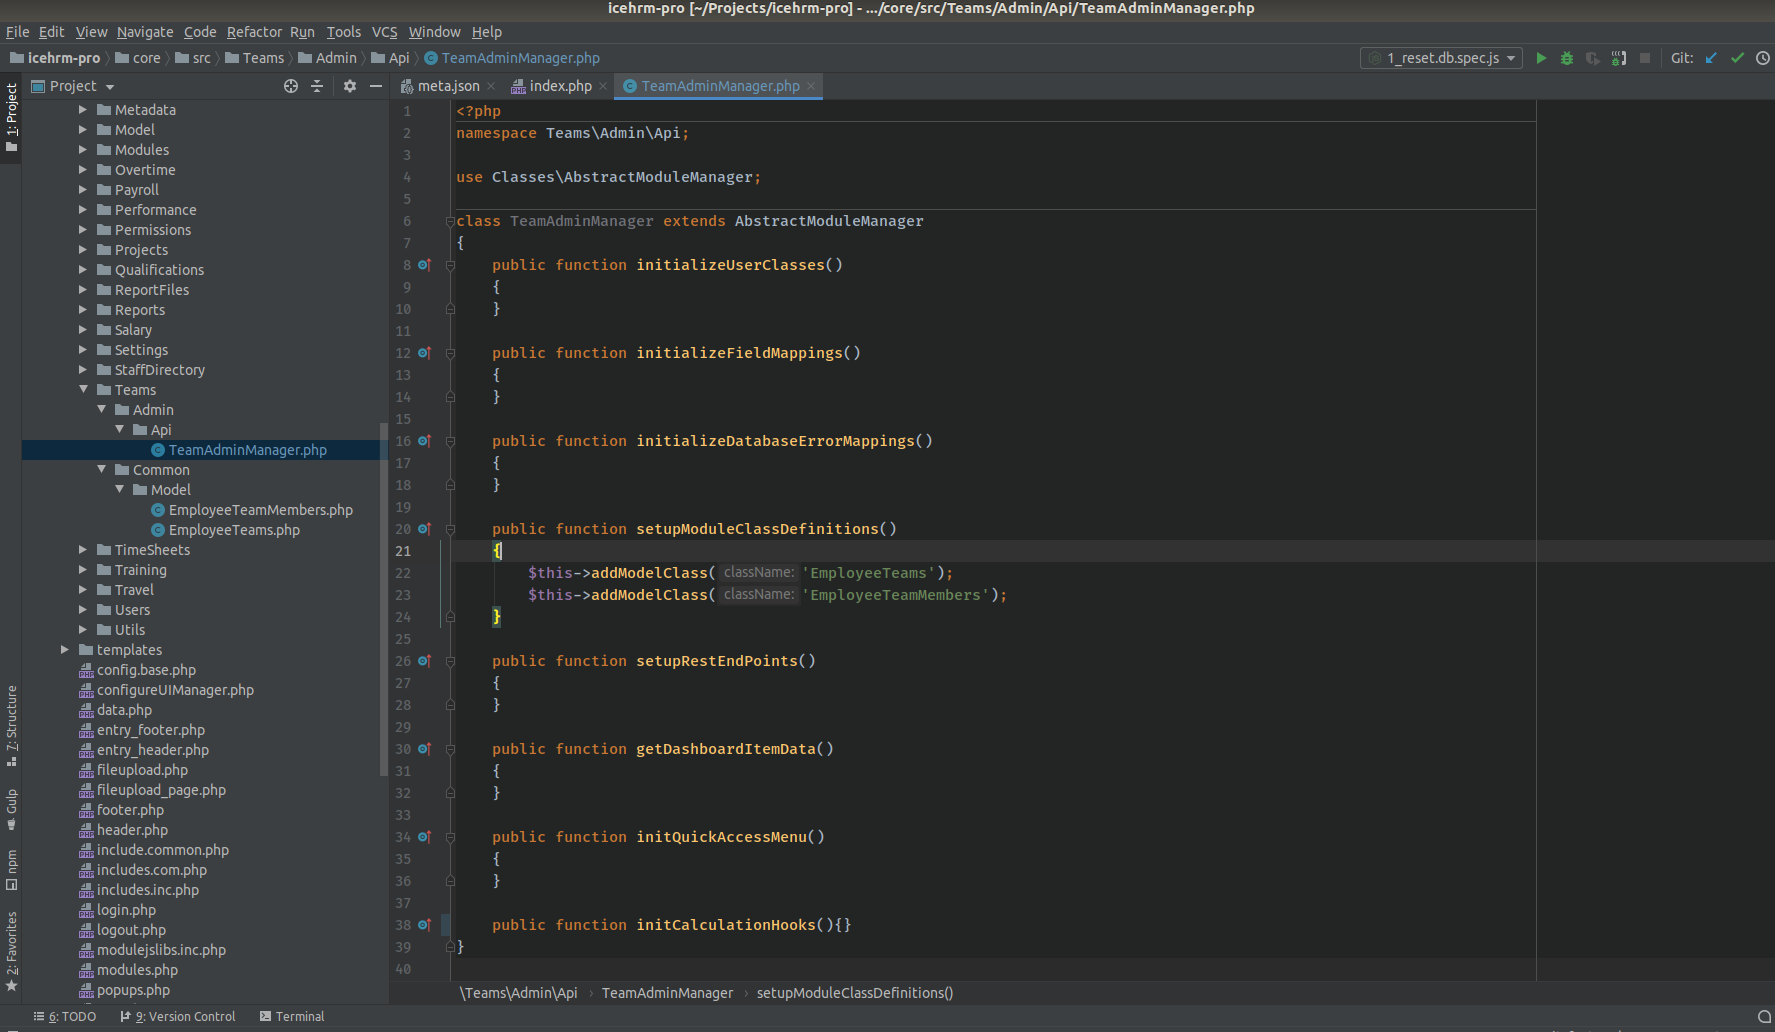 icehrm-pro [~/Projects/icehrm-pro] - .../core/src/Teams/Admin/Api/TeamAdminManager.php
File Edit View Navigate Code Refactor Run Tools VCS Window Help
icehrm-pro core src Teams Admin Api TeamAdminManager.php 1_reset.db.spec.js Git:
Project meta.json index.php TeamAdminManager.php
1: Project
7: Structure
Gulp
npm
2: Favorites
Metadata
Model
Modules
Overtime
Payroll
Performance
Permissions
Projects
Qualifications
ReportFiles
Reports
Salary
Settings
StaffDirectory
Teams
Admin
Api
TeamAdminManager.php
Common
Model
EmployeeTeamMembers.php
EmployeeTeams.php
TimeSheets
Training
Travel
Users
Utils
templates
config.base.php
configureUIManager.php
data.php
entry_footer.php
entry_header.php
fileupload.php
fileupload_page.php
footer.php
header.php
include.common.php
includes.com.php
includes.inc.php
login.php
logout.php
modulejslibs.inc.php
modules.php
popups.php
1 <?php
2 namespace Teams\Admin\Api;
3
4 use Classes\AbstractModuleManager;
5
6 class TeamAdminManager extends AbstractModuleManager
7 {
8 public function initializeUserClasses()
9 {
10 }
11
12 public function initializeFieldMappings()
13 {
14 }
15
16 public function initializeDatabaseErrorMappings()
17 {
18 }
19
20 public function setupModuleClassDefinitions()
21 {
22 $this->addModelClass( className: 'EmployeeTeams');
23 $this->addModelClass( className: 'EmployeeTeamMembers');
24 }
25
26 public function setupRestEndPoints()
27 {
28 }
29
30 public function getDashboardItemData()
31 {
32 }
33
34 public function initQuickAccessMenu()
35 {
36 }
37
38 public function initCalculationHooks(){}
39 }
40
\Teams\Admin\Api › TeamAdminManager › setupModuleClassDefinitions()
6: TODO 9: Version Control Terminal